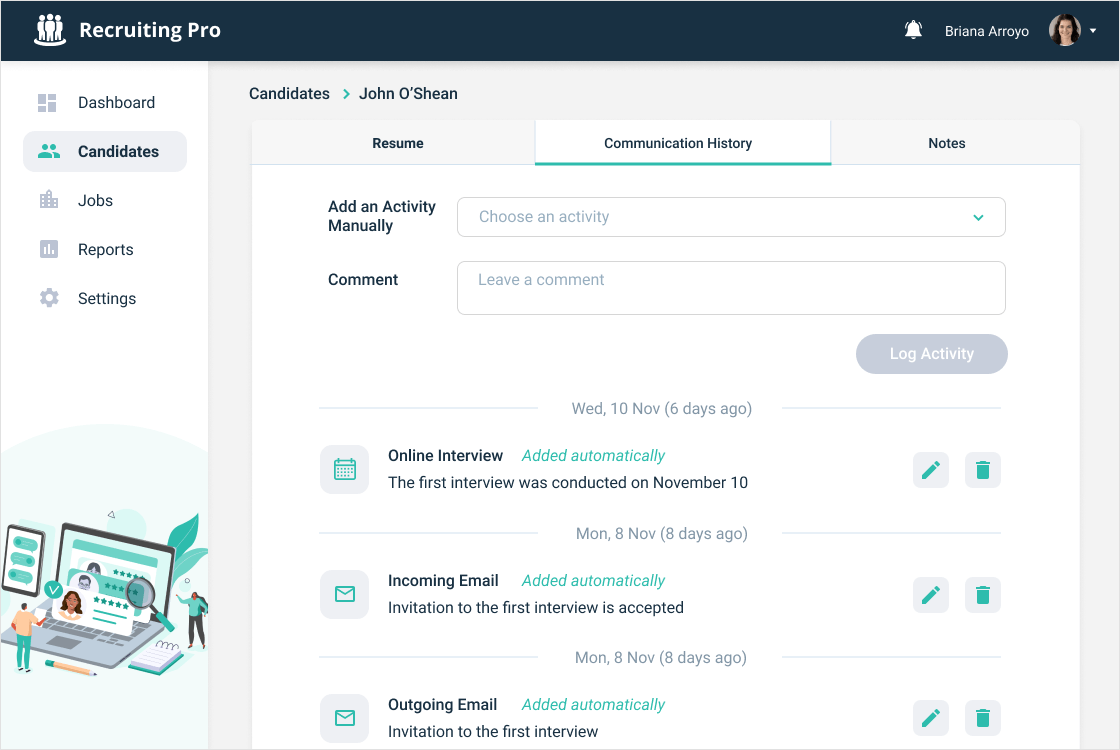 Recruiting Pro
Briana Arroyo
Dashboard
Candidates
Jobs
Reports
Settings
Candidates > John O’Shean
Resume
Communication History
Notes
Add an Activity
Manually
Choose an activity
Comment
Leave a comment
Log Activity
Wed, 10 Nov (6 days ago)
Online Interview Added automatically
The first interview was conducted on November 10
Mon, 8 Nov (8 days ago)
Incoming Email Added automatically
Invitation to the first interview is accepted
Mon, 8 Nov (8 days ago)
Outgoing Email Added automatically
Invitation to the first interview